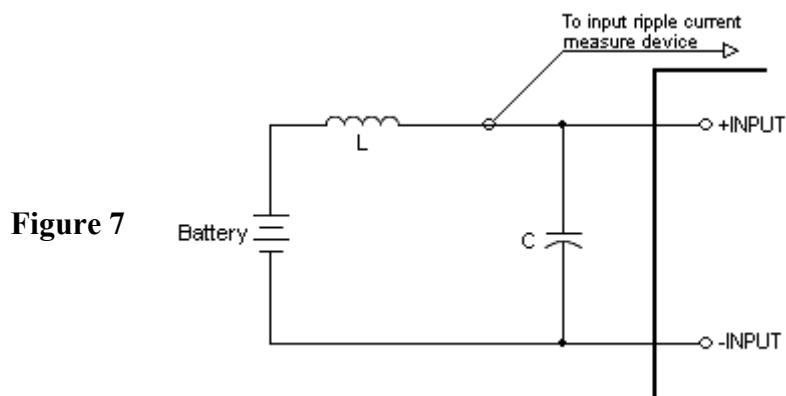 To input ripple current
measure device
+INPUT
L
Figure 7
Battery
C
-INPUT